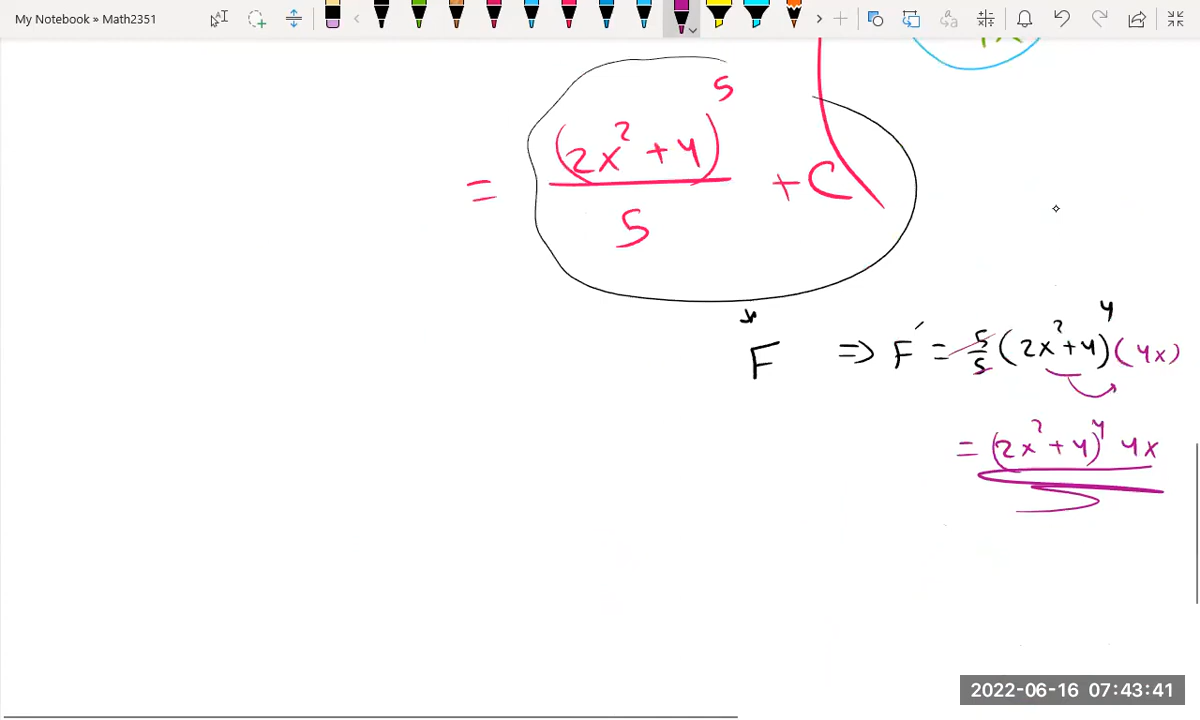 My Notebook » Math2351
= (2x² + 4)⁵ / 5 + C
F ⇒ F′ = 5/5 (2x² + 4)⁴ (4x)
= (2x² + 4)⁴ 4x
2022-06-16 07:43:41